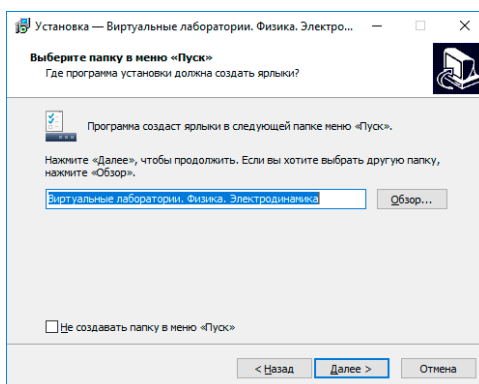 Установка — Виртуальные лаборатории. Физика. Электро...
Выберите папку в меню «Пуск»
Где программа установки должна создать ярлыки?
Программа создаст ярлыки в следующей папке меню «Пуск».
Нажмите «Далее», чтобы продолжить. Если вы хотите выбрать другую папку,
нажмите «Обзор».
Виртуальные лаборатории. Физика. Электродинамика
Обзор...
Не создавать папку в меню «Пуск»
< Назад
Далее >
Отмена